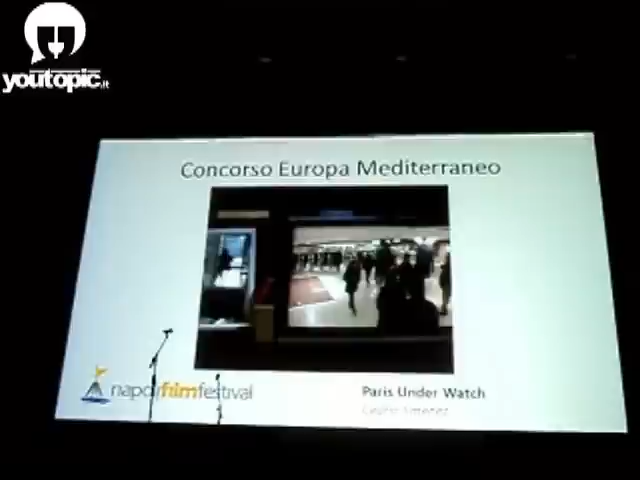 youtopic.it
Concorso Europa Mediterraneo
napolifilmfestival
Paris Under Watch